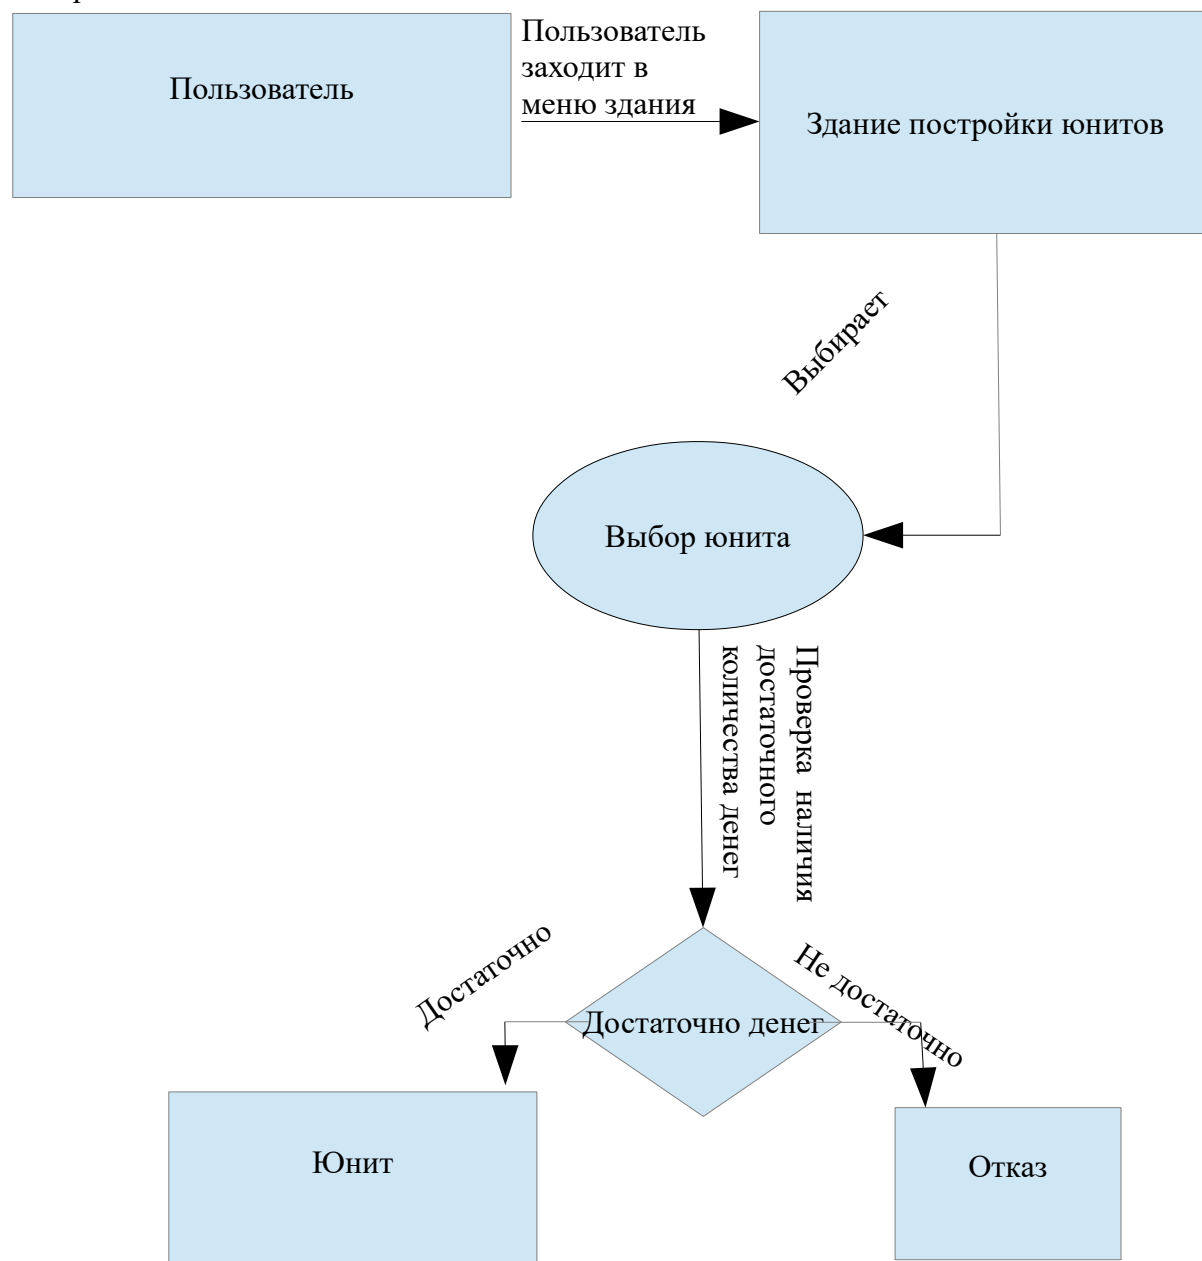 Пользователь
Пользователь
заходит в
меню здания
Здание постройки юнитов
Выбирает
Выбор юнита
Проверка наличия
достаточного
количества денег
Достаточно
Не достаточно
Достаточно денег
Юнит
Отказ